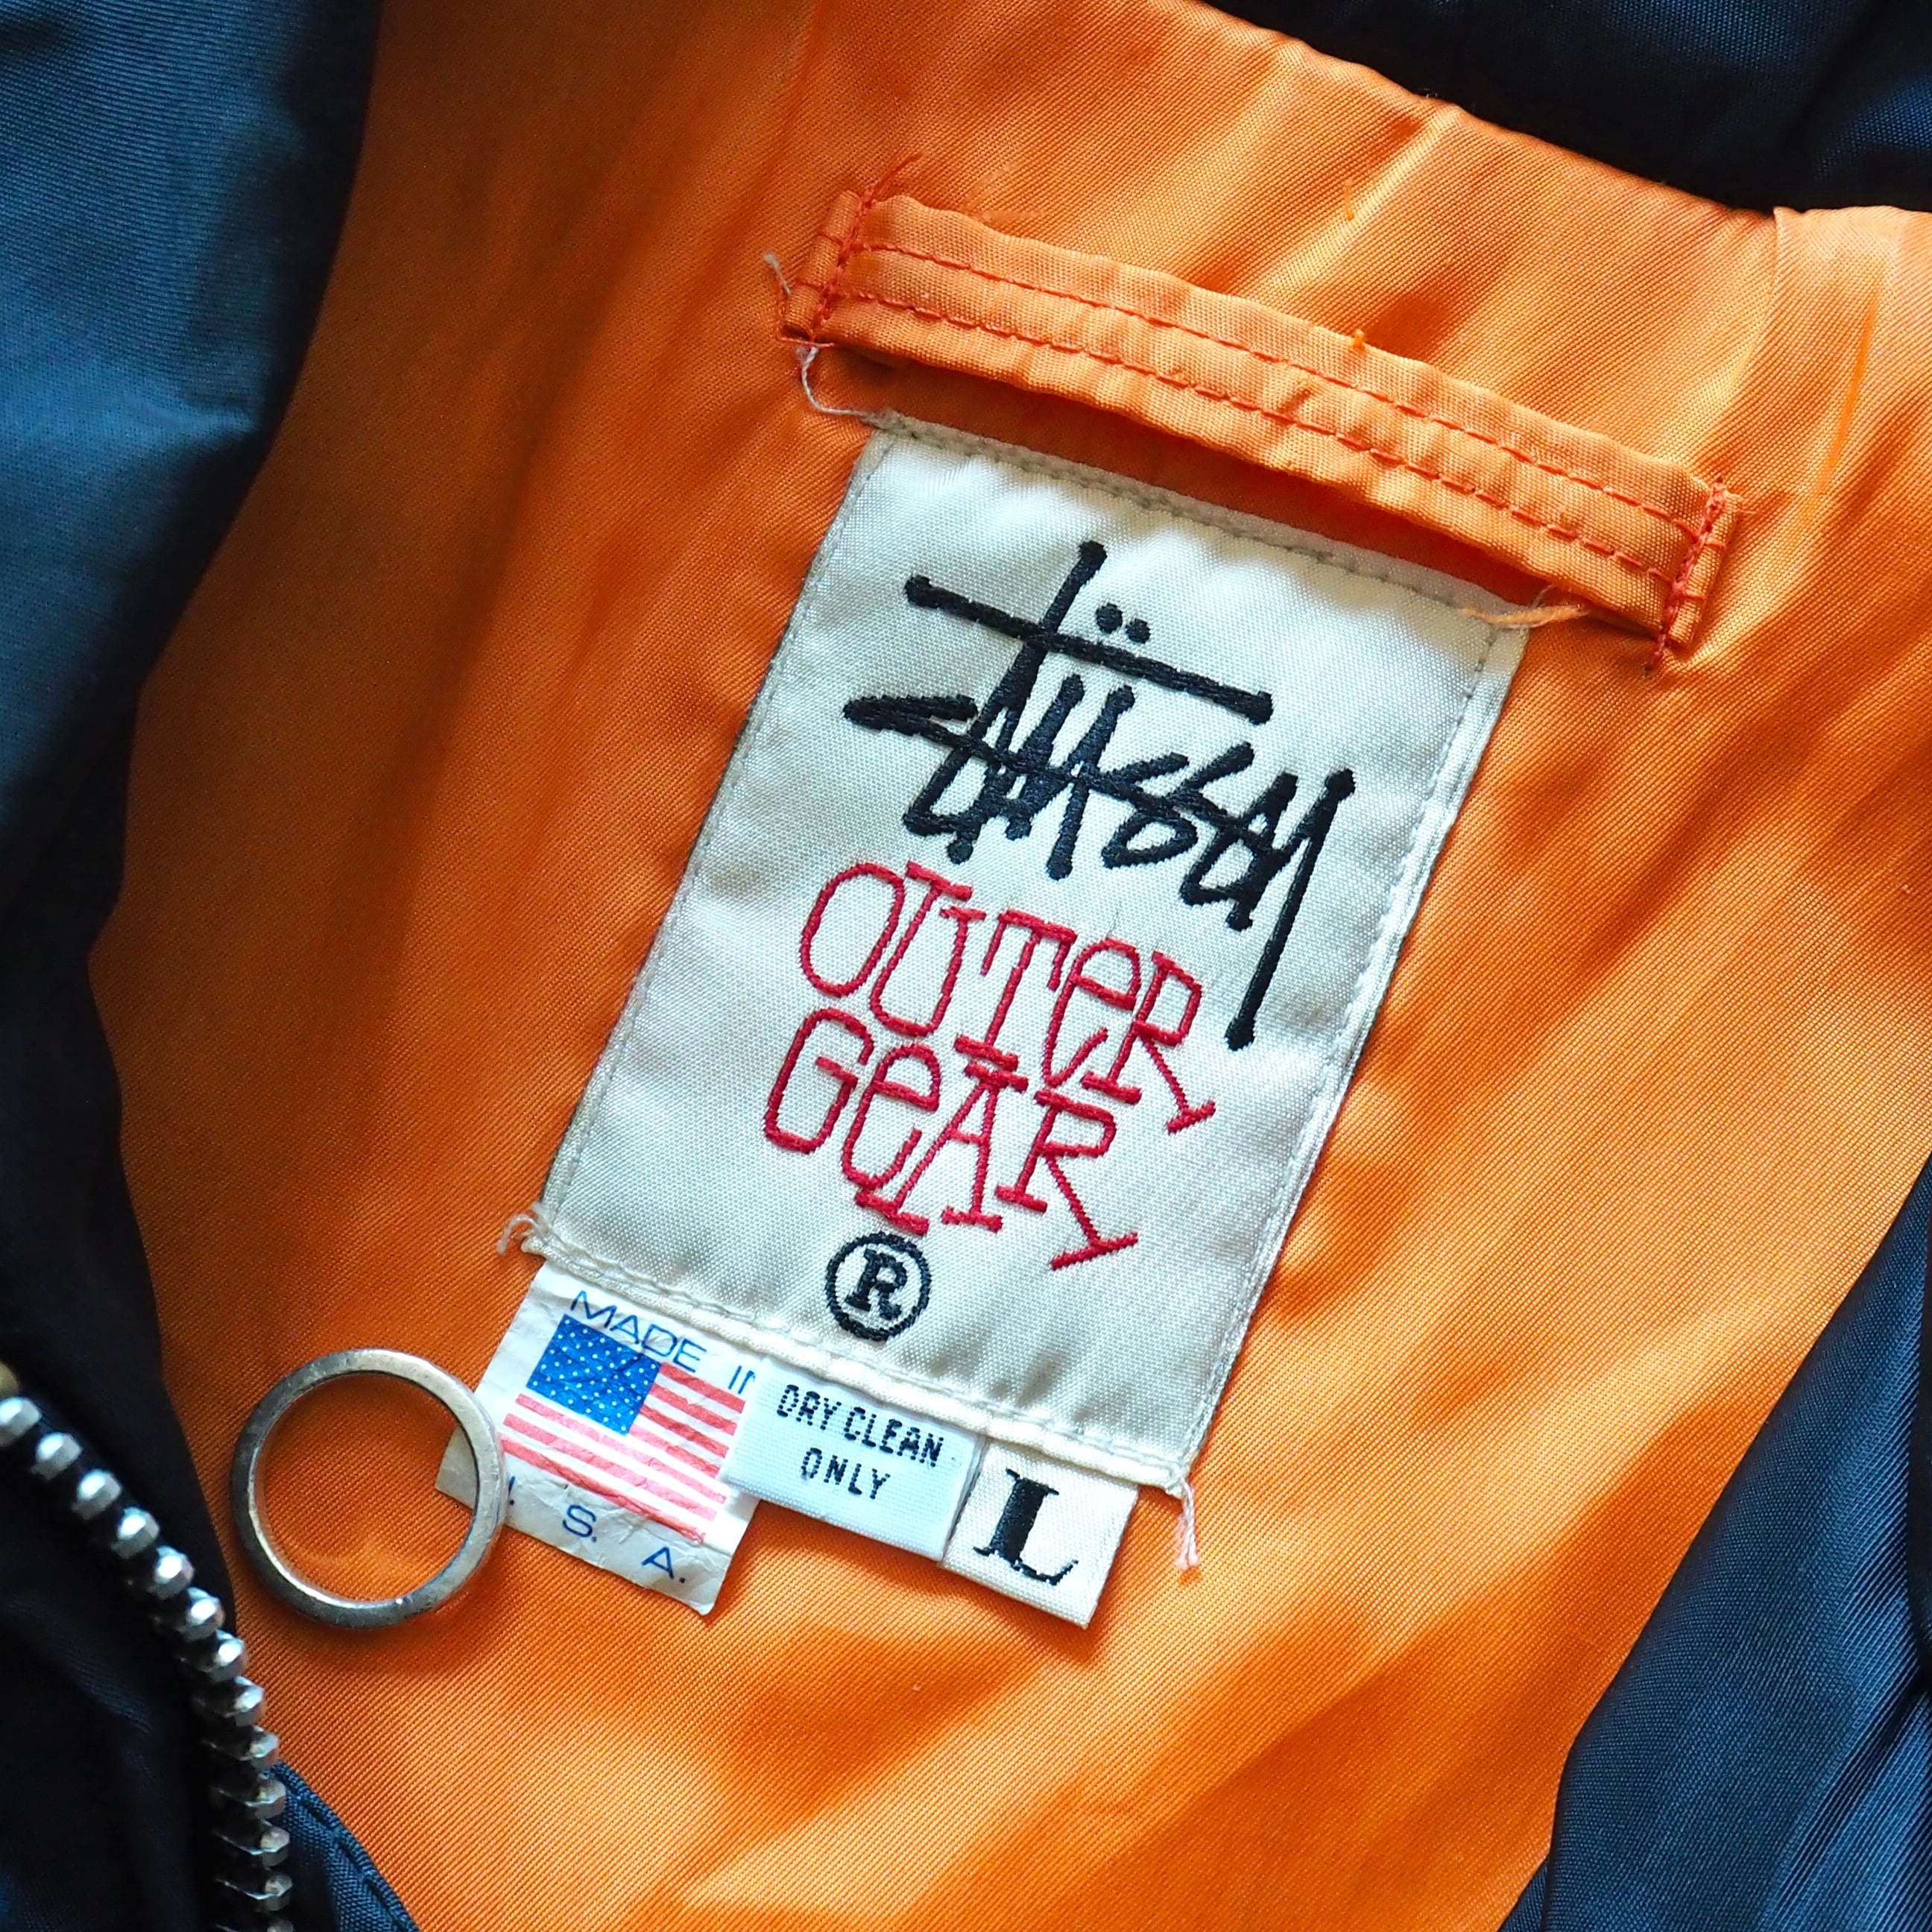 Stüssy
OUTER
GEAR
®
MADE IN
U. S. A.
DRY CLEAN
ONLY
L